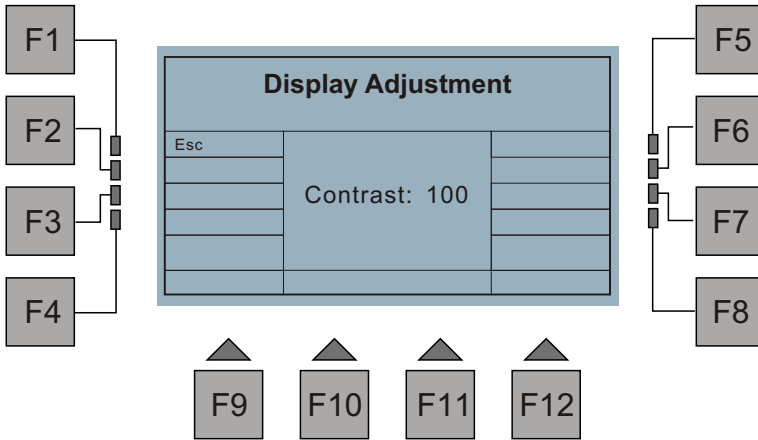 F1
F5
Display Adjustment
F2
Esc
F6
Contrast: 100
F3
F7
F4
F8
F9 F10 F11 F12